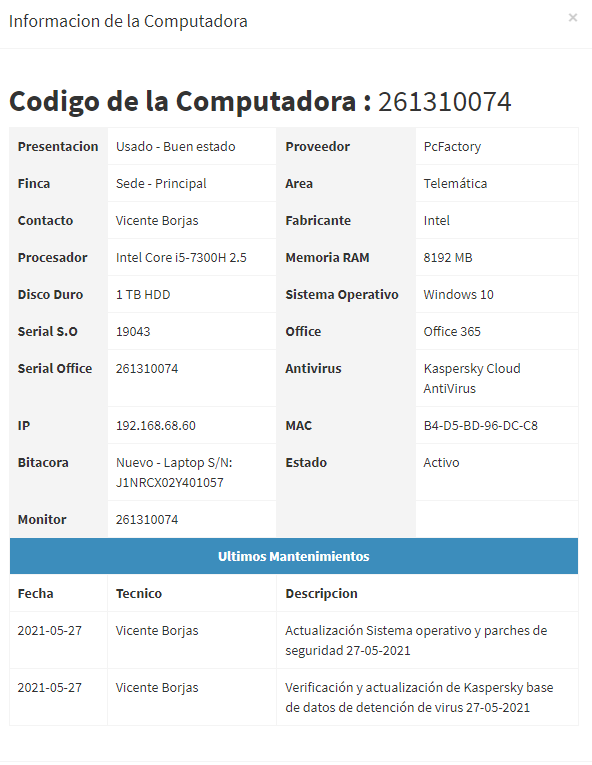 Informacion de la Computadora ×
Codigo de la Computadora : 261310074
Presentacion Usado - Buen estado Proveedor PcFactory
Finca Sede - Principal Area Telemática
Contacto Vicente Borjas Fabricante Intel
Procesador Intel Core i5-7300H 2.5 Memoria RAM 8192 MB
Disco Duro 1 TB HDD Sistema Operativo Windows 10
Serial S.O 19043 Office Office 365
Serial Office 261310074 Antivirus Kaspersky Cloud
AntiVirus
IP 192.168.68.60 MAC B4-D5-BD-96-DC-C8
Bitacora Nuevo - Laptop S/N: Estado Activo
J1NRCX02Y401057
Monitor 261310074
Ultimos Mantenimientos
Fecha Tecnico Descripcion
2021-05-27 Vicente Borjas Actualización Sistema operativo y parches de
seguridad 27-05-2021
2021-05-27 Vicente Borjas Verificación y actualización de Kaspersky base
de datos de detención de virus 27-05-2021